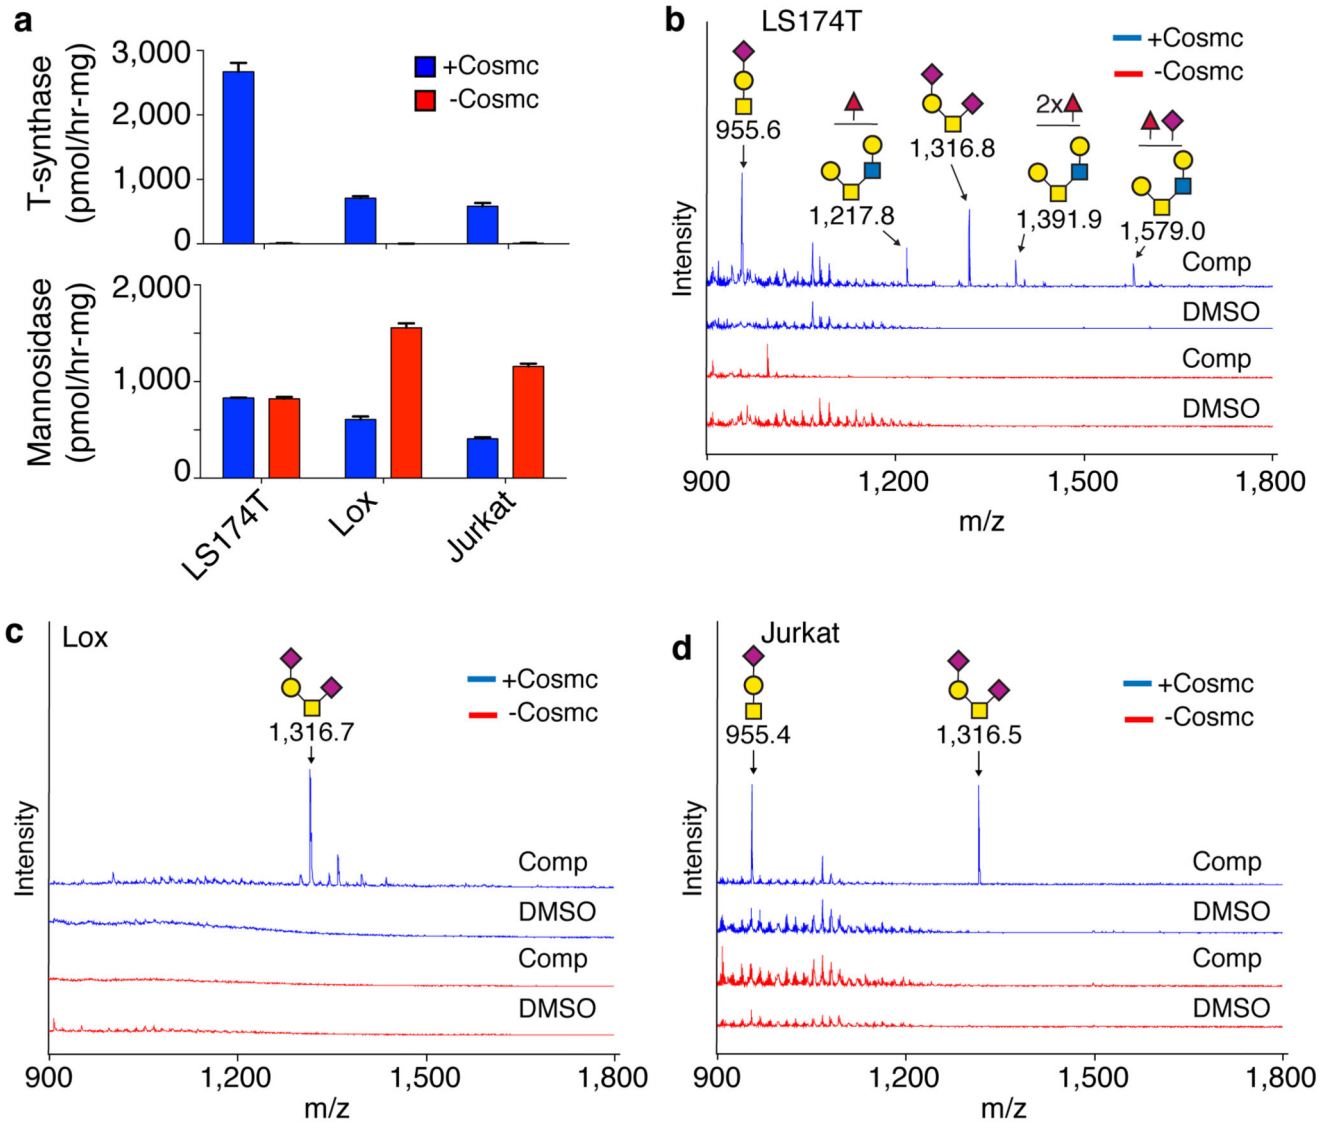 a
T-synthase
(pmol/hr-mg)
3,000
2,000
1,000
0
+Cosmc
-Cosmc
Mannosidase
(pmol/hr-mg)
2,000
1,000
0
LS174T
Lox
Jurkat
b
LS174T
+Cosmc
-Cosmc
955.6
1,217.8
1,316.8
2x
1,391.9
1,579.0
Intensity
Comp
DMSO
Comp
DMSO
900
1,200
1,500
1,800
m/z
c
Lox
+Cosmc
-Cosmc
1,316.7
Intensity
Comp
DMSO
Comp
DMSO
900
1,200
1,500
1,800
m/z
d
Jurkat
+Cosmc
-Cosmc
955.4
1,316.5
Intensity
Comp
DMSO
Comp
DMSO
900
1,200
1,500
1,800
m/z